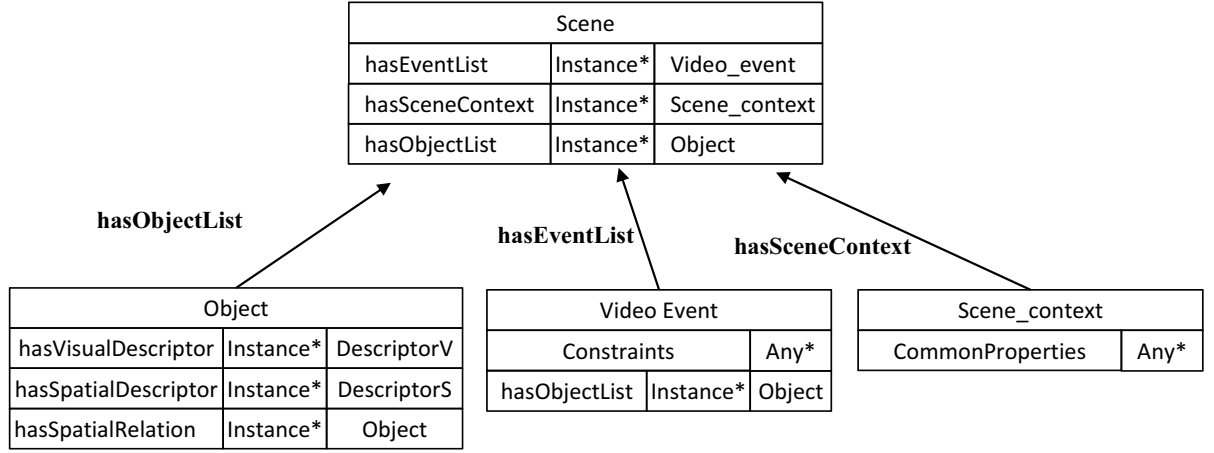 Scene
hasEventList Instance* Video_event
hasSceneContext Instance* Scene_context
hasObjectList Instance* Object
hasObjectList
hasEventList
hasSceneContext
Object
hasVisualDescriptor Instance* DescriptorV
hasSpatialDescriptor Instance* DescriptorS
hasSpatialRelation Instance* Object
Video Event
Constraints Any*
hasObjectList Instance* Object
Scene_context
CommonProperties Any*